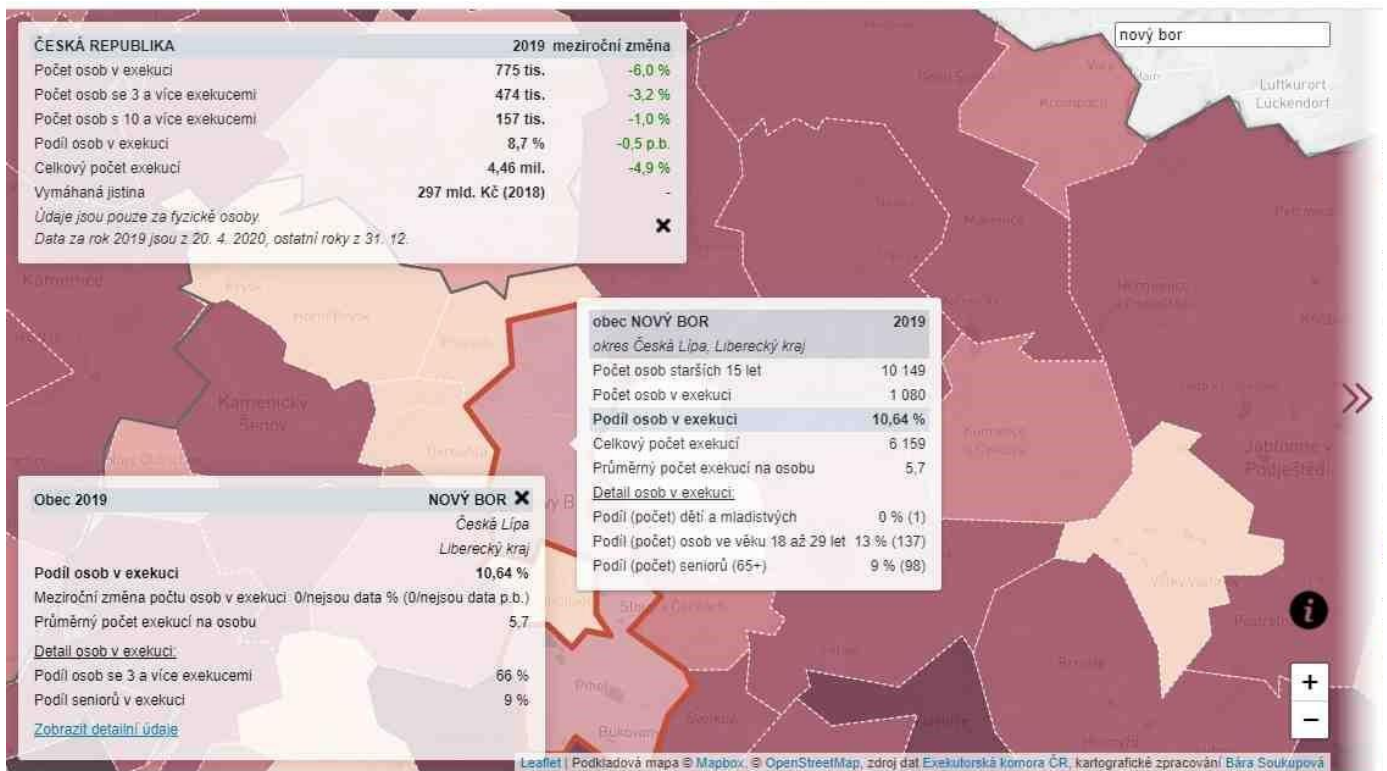 ČESKÁ REPUBLIKA 2019 meziroční změna
Počet osob v exekuci 775 tis. -6,0 %
Počet osob se 3 a více exekucemi 474 tis. -3,2 %
Počet osob s 10 a více exekucemi 157 tis. -1,0 %
Podíl osob v exekuci 8,7 % -0,5 p.b.
Celkový počet exekucí 4,46 mil. -4,9 %
Vymáhaná jistina 297 mld. Kč (2018) -
Údaje jsou pouze za fyzické osoby.
Data za rok 2019 jsou z 20. 4. 2020, ostatní roky z 31. 12.
nový bor
Luftkurort
Lückendorf
Krompach
Mařenice
Kamenický
Šenov
Jablonné v
Podještědí
obec NOVÝ BOR 2019
okres Česká Lípa, Liberecký kraj
Počet osob starších 15 let 10 149
Počet osob v exekuci 1 080
Podíl osob v exekuci 10,64 %
Celkový počet exekucí 6 159
Průměrný počet exekucí na osobu 5,7
Detail osob v exekuci:
Podíl (počet) dětí a mladistvých 0 % (1)
Podíl (počet) osob ve věku 18 až 29 let 13 % (137)
Podíl (počet) seniorů (65+) 9 % (98)
Obec 2019 NOVÝ BOR
Česká Lípa
Liberecký kraj
Podíl osob v exekuci 10,64 %
Meziroční změna počtu osob v exekuci 0/nejsou data % (0/nejsou data p.b.)
Průměrný počet exekucí na osobu 5,7
Detail osob v exekuci:
Podíl osob se 3 a více exekucemi 66 %
Podíl seniorů v exekuci 9 %
Zobrazit detailní údaje
i
+
−
Leaflet | Podkladová mapa © Mapbox, © OpenStreetMap, zdroj dat Exekutorská komora ČR, kartografické zpracování Bára Soukupová